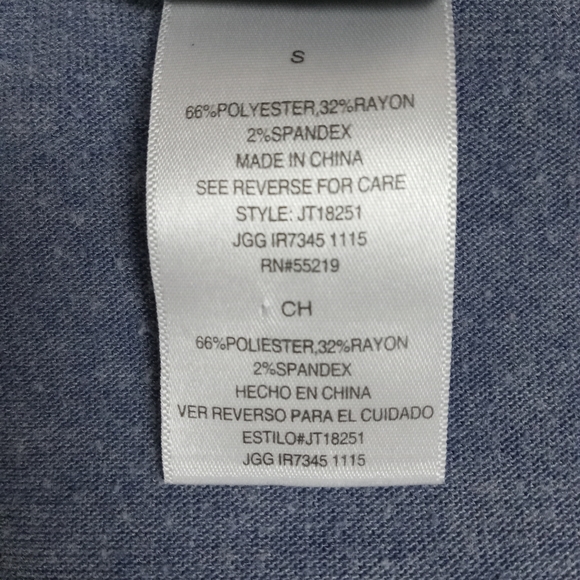 S
66%POLYESTER,32%RAYON
2%SPANDEX
MADE IN CHINA
SEE REVERSE FOR CARE
STYLE: JT18251
JGG IR7345 1115
RN#55219
CH
66%POLIESTER,32%RAYON
2%SPANDEX
HECHO EN CHINA
VER REVERSO PARA EL CUIDADO
ESTILO#JT18251
JGG IR7345 1115